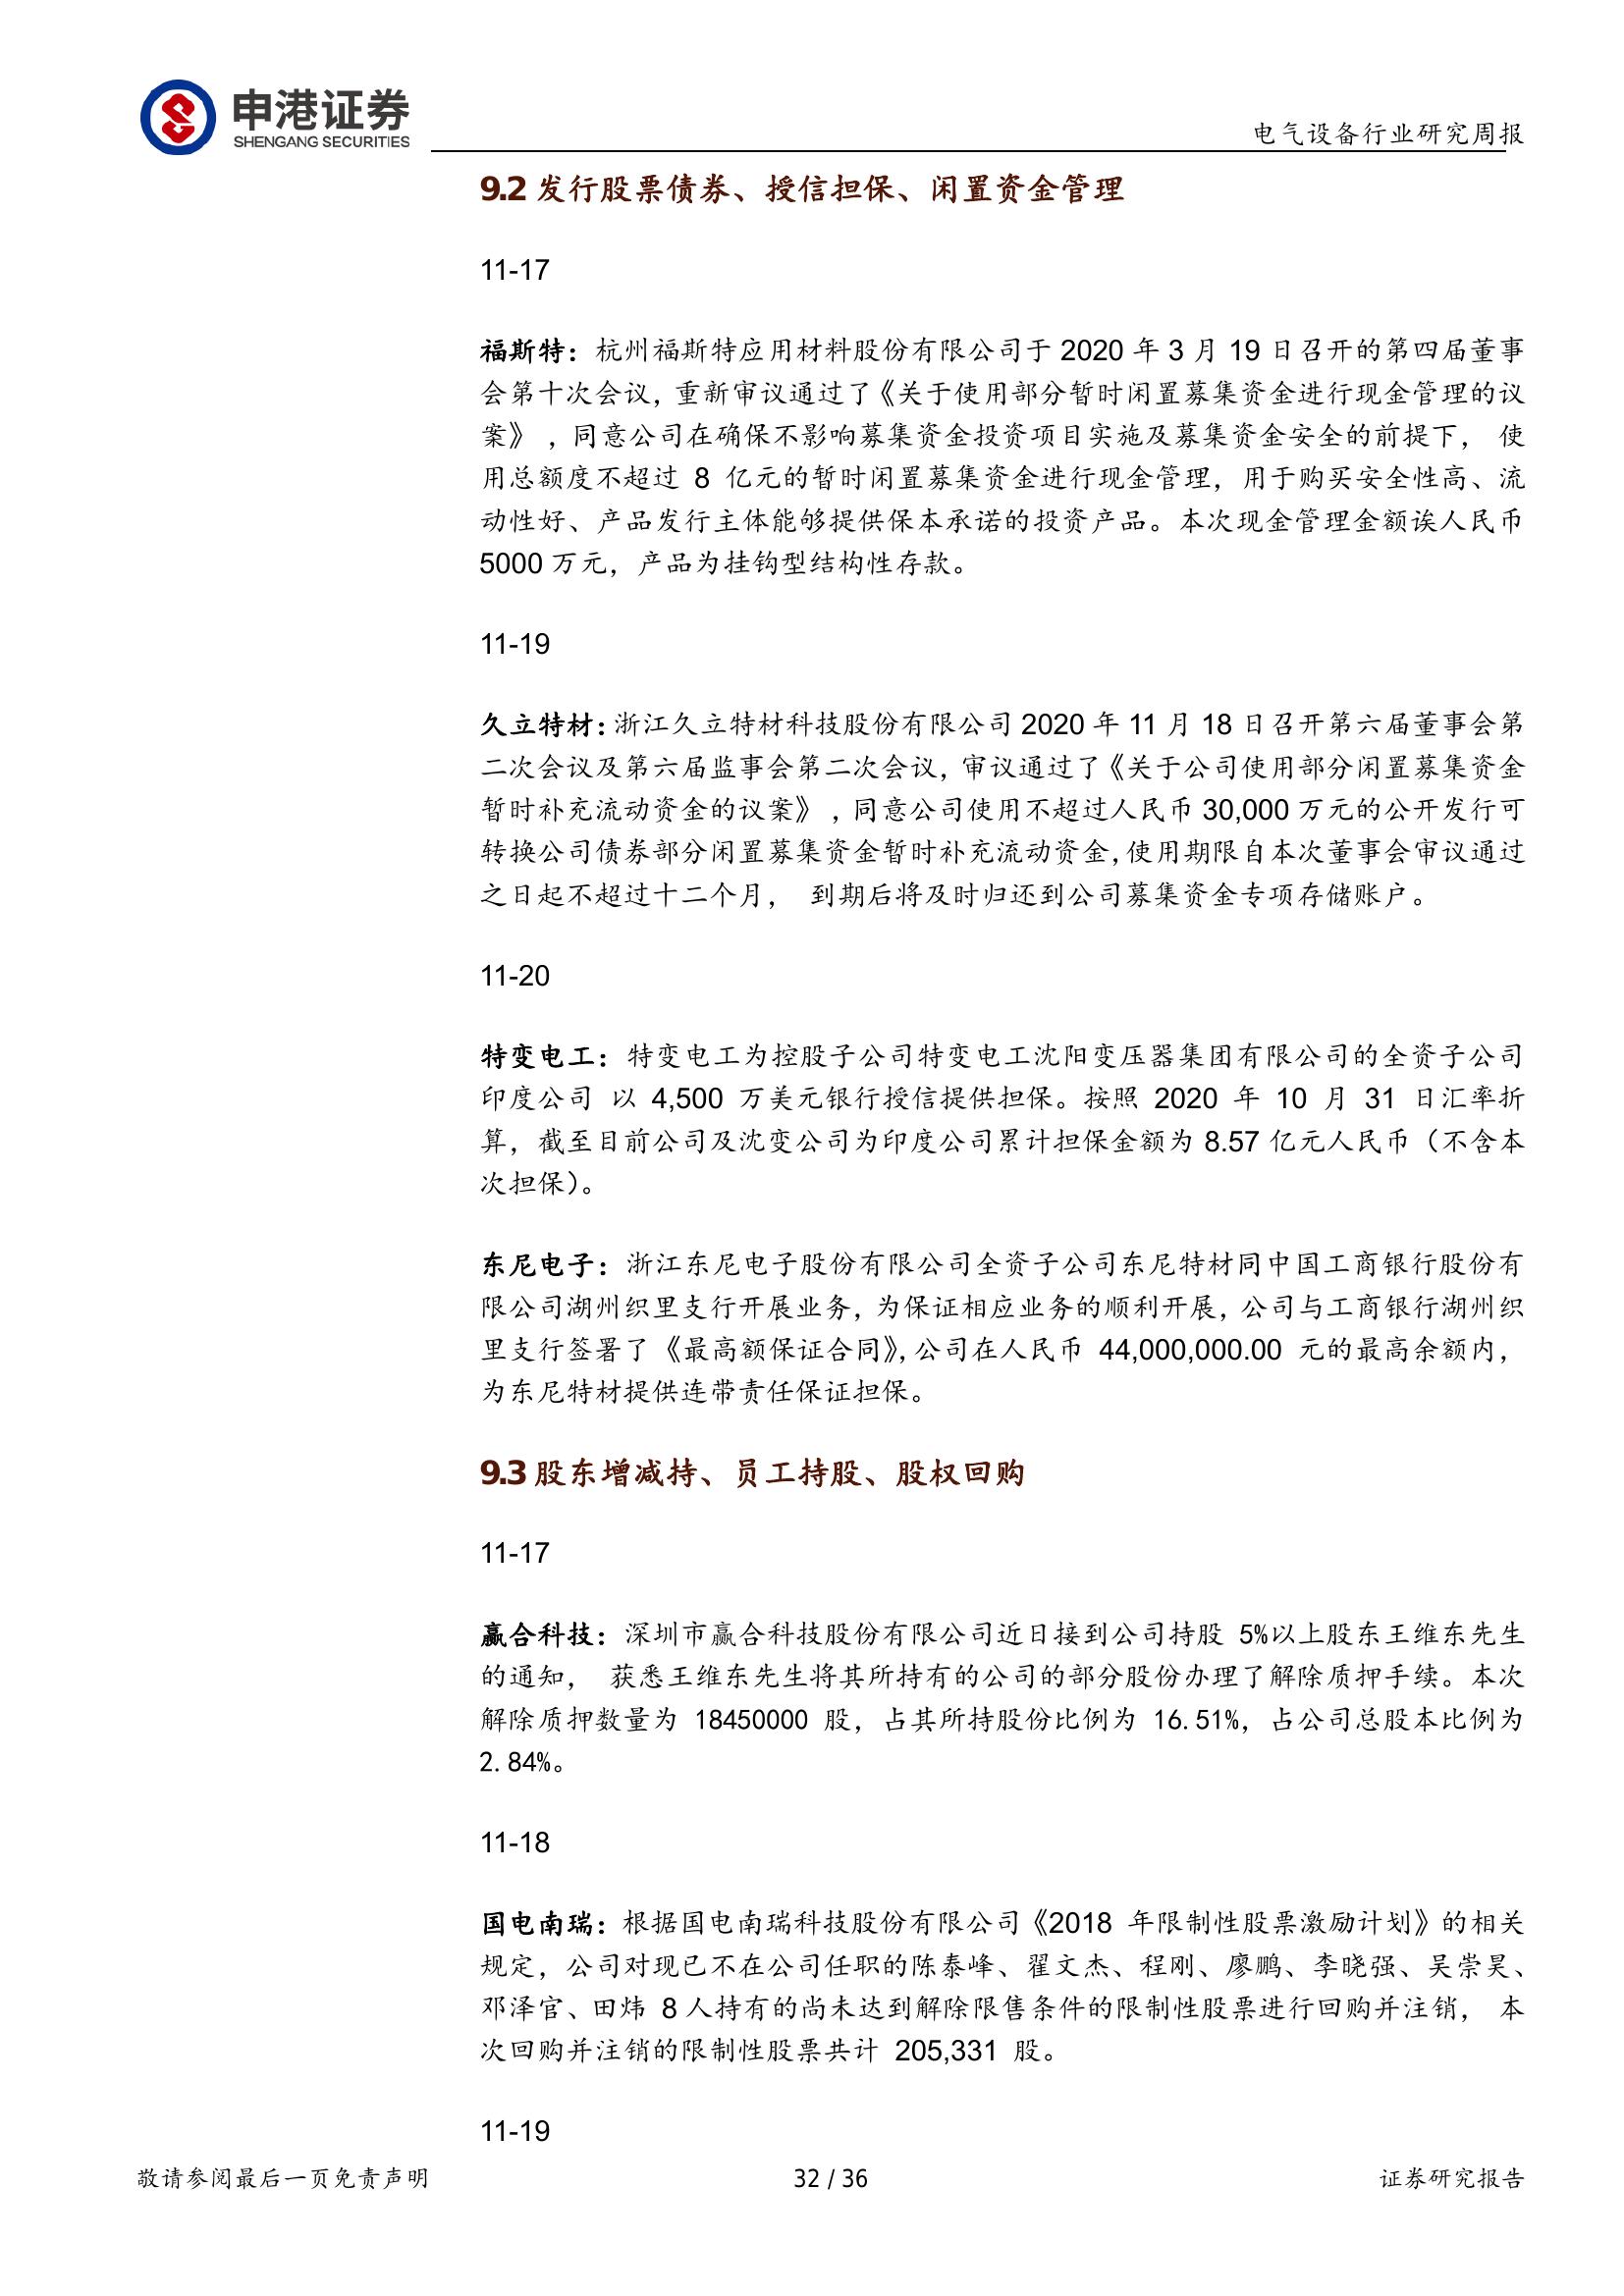 申港证券
SHENGANG SECURITIES
电气设备行业研究周报
9.2 发行股票债券、授信担保、闲置资金管理
11-17
福斯特：杭州福斯特应用材料股份有限公司于 2020 年 3 月 19 日召开的第四届董事
会第十次会议，重新审议通过了《关于使用部分暂时闲置募集资金进行现金管理的议
案》 ，同意公司在确保不影响募集资金投资项目实施及募集资金安全的前提下， 使
用总额度不超过 8 亿元的暂时闲置募集资金进行现金管理，用于购买安全性高、流
动性好、产品发行主体能够提供保本承诺的投资产品。本次现金管理金额诶人民币
5000 万元，产品为挂钩型结构性存款。
11-19
久立特材：浙江久立特材科技股份有限公司 2020 年 11 月 18 日召开第六届董事会第
二次会议及第六届监事会第二次会议，审议通过了《关于公司使用部分闲置募集资金
暂时补充流动资金的议案》 ，同意公司使用不超过人民币 30,000 万元的公开发行可
转换公司债券部分闲置募集资金暂时补充流动资金，使用期限自本次董事会审议通过
之日起不超过十二个月， 到期后将及时归还到公司募集资金专项存储账户。
11-20
特变电工：特变电工为控股子公司特变电工沈阳变压器集团有限公司的全资子公司
印度公司 以 4,500 万美元银行授信提供担保。按照 2020 年 10 月 31 日汇率折
算，截至目前公司及沈变公司为印度公司累计担保金额为 8.57 亿元人民币（不含本
次担保）。
东尼电子：浙江东尼电子股份有限公司全资子公司东尼特材同中国工商银行股份有
限公司湖州织里支行开展业务，为保证相应业务的顺利开展，公司与工商银行湖州织
里支行签署了《最高额保证合同》，公司在人民币 44,000,000.00 元的最高余额内，
为东尼特材提供连带责任保证担保。
9.3 股东增减持、员工持股、股权回购
11-17
赢合科技：深圳市赢合科技股份有限公司近日接到公司持股 5%以上股东王维东先生
的通知， 获悉王维东先生将其所持有的公司的部分股份办理了解除质押手续。本次
解除质押数量为 18450000 股，占其所持股份比例为 16.51%，占公司总股本比例为
2.84%。
11-18
国电南瑞：根据国电南瑞科技股份有限公司《2018 年限制性股票激励计划》的相关
规定，公司对现已不在公司任职的陈泰峰、翟文杰、程刚、廖鹏、李晓强、吴崇昊、
邓泽官、田炜 8 人持有的尚未达到解除限售条件的限制性股票进行回购并注销， 本
次回购并注销的限制性股票共计 205,331 股。
11-19
敬请参阅最后一页免责声明
32 / 36
证券研究报告